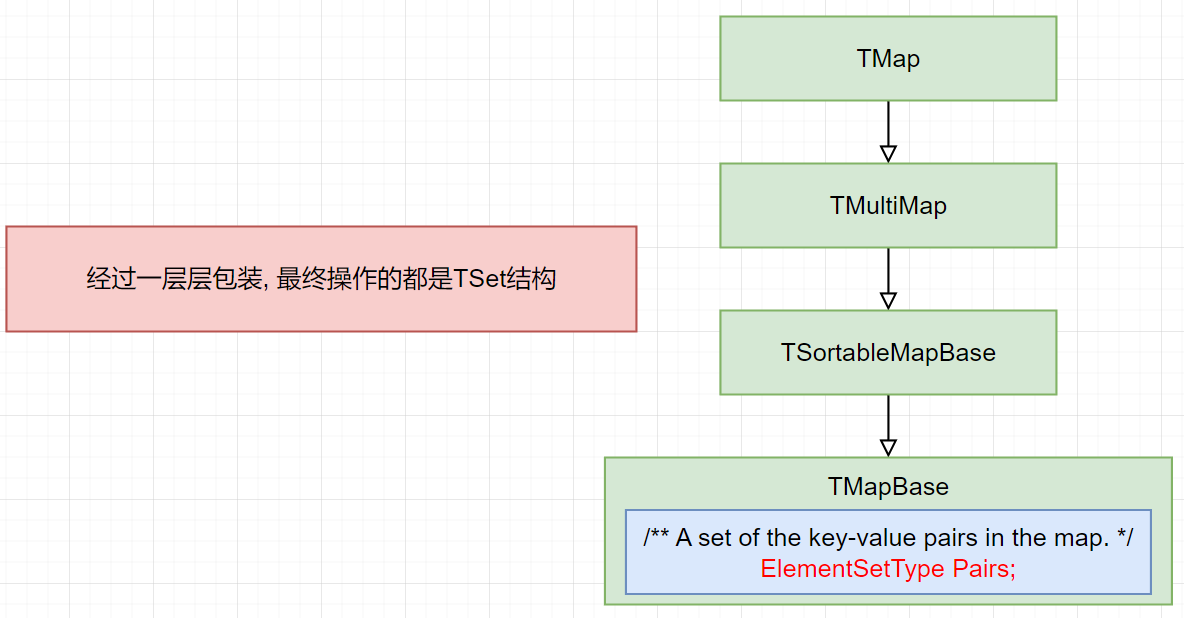 TMap
TMultiMap
经过一层层包装, 最终操作的都是TSet结构
TSortableMapBase
TMapBase
/** A set of the key-value pairs in the map. */
ElementSetType Pairs;